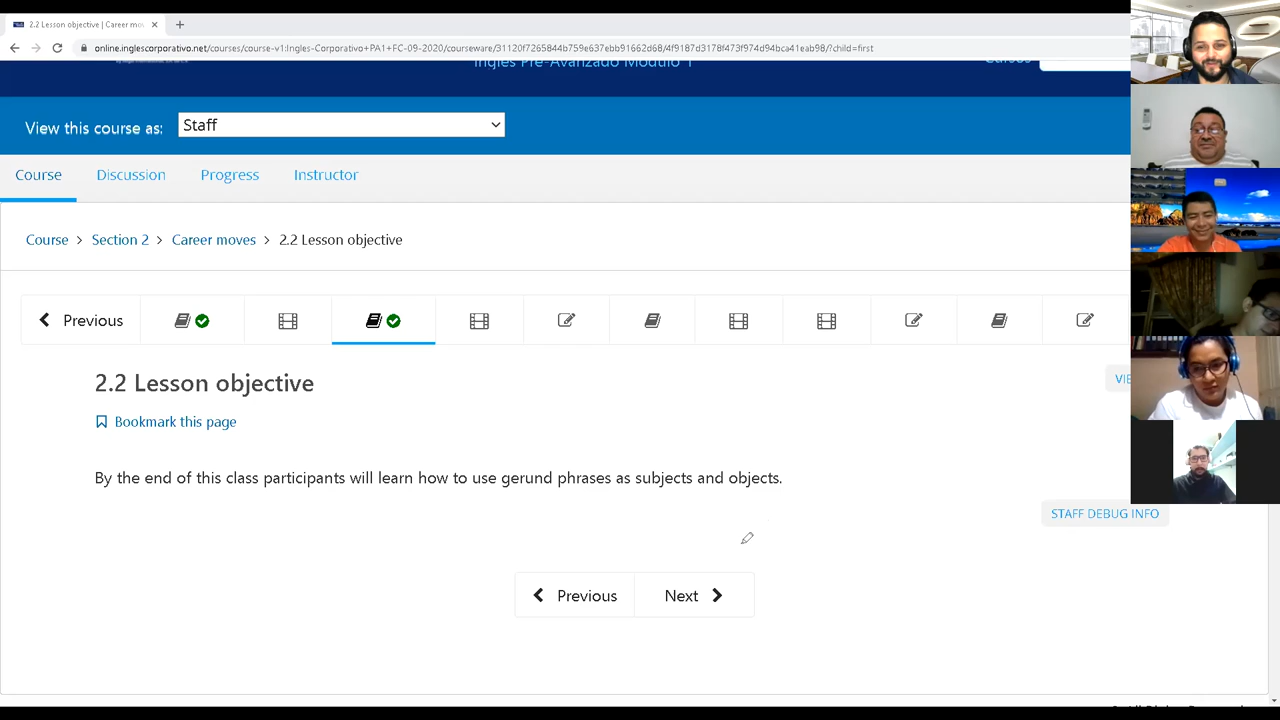 2.2 Lesson objective | Career mo
online.inglescorporativo.net/courses/course-v1:Ingles-Corporativo+PA1+FC-09-2020/courseware/31120f7265844b759e637ebb91662d68/4f9187d3178f473f974d94bca41eab98/?child=first
Ingles Pre-Avanzado Modulo 1
Cursos
View this course as:
Staff
Course
Discussion
Progress
Instructor
Course > Section 2 > Career moves > 2.2 Lesson objective
Previous
2.2 Lesson objective
VIE
Bookmark this page
By the end of this class participants will learn how to use gerund phrases as subjects and objects.
STAFF DEBUG INFO
Previous
Next